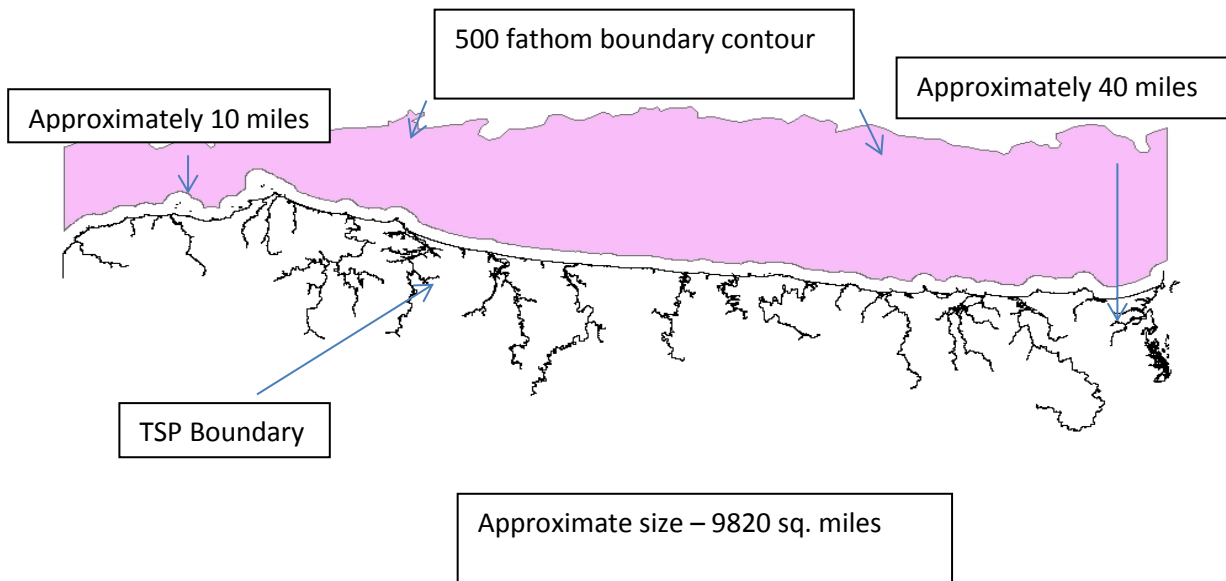 500 fathom boundary contour
Approximately 40 miles
Approximately 10 miles
TSP Boundary
Approximate size – 9820 sq. miles